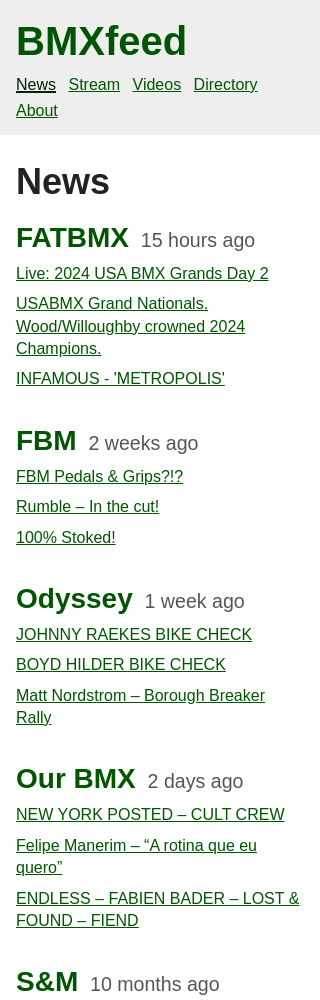 BMXfeed
News Stream Videos Directory
About
News
FATBMX 15 hours ago
Live: 2024 USA BMX Grands Day 2
USABMX Grand Nationals.
Wood/Willoughby crowned 2024
Champions.
INFAMOUS - 'METROPOLIS'
FBM 2 weeks ago
FBM Pedals & Grips?!?
Rumble – In the cut!
100% Stoked!
Odyssey 1 week ago
JOHNNY RAEKES BIKE CHECK
BOYD HILDER BIKE CHECK
Matt Nordstrom – Borough Breaker
Rally
Our BMX 2 days ago
NEW YORK POSTED – CULT CREW
Felipe Manerim – “A rotina que eu
quero”
ENDLESS – FABIEN BADER – LOST &
FOUND – FIEND
S&M 10 months ago